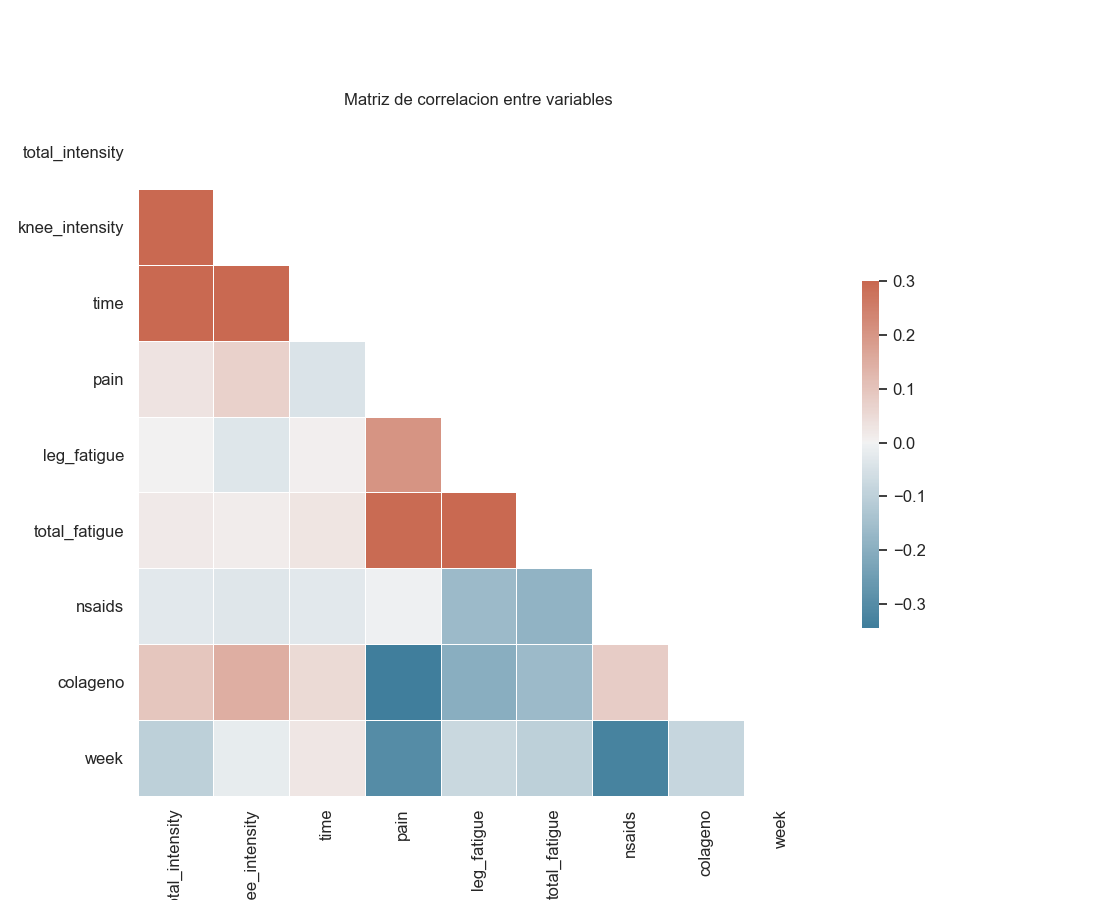 Matriz de correlacion entre variables
total_intensity
knee_intensity
time
pain
leg_fatigue
total_fatigue
nsaids
colageno
week
0.3
0.2
0.1
0.0
−0.1
−0.2
−0.3
otal_intensity
ee_intensity
time
pain
leg_fatigue
total_fatigue
nsaids
colageno
week